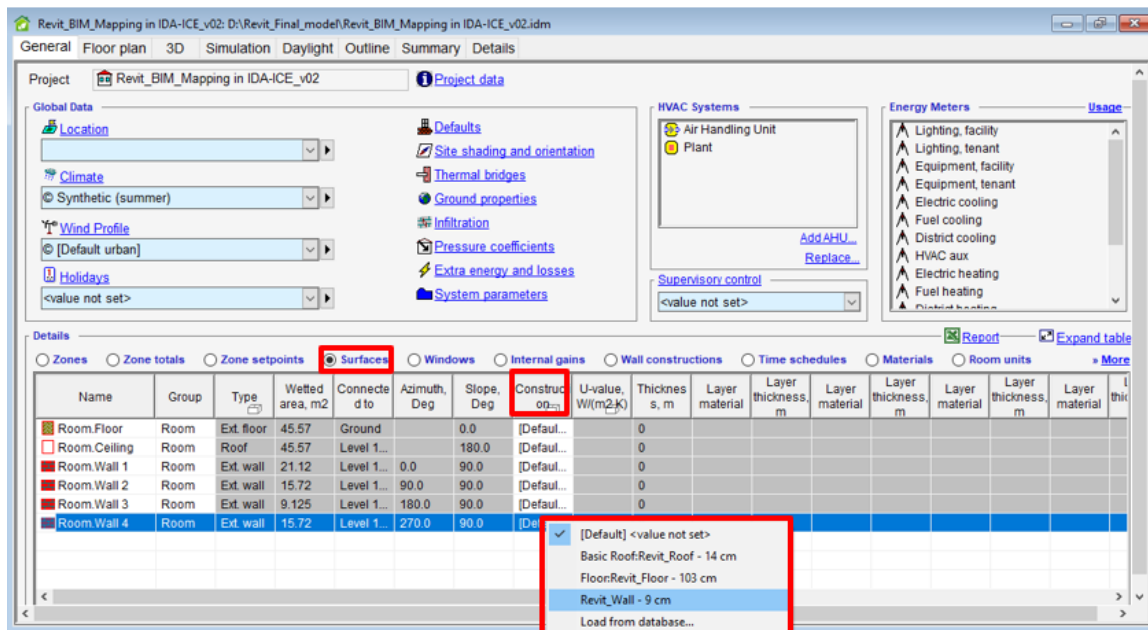 Revit_BIM_Mapping in IDA-ICE_v02: D:\Revit_Final_model\Revit_BIM_Mapping in IDA-ICE_v02.idm
General Floor plan 3D Simulation Daylight Outline Summary Details
Project Revit_BIM_Mapping in IDA-ICE_v02 Project data
Global Data
Location
Climate
© Synthetic (summer)
Wind Profile
© [Default urban]
Holidays
<value not set>
Defaults
Site shading and orientation
Thermal bridges
Ground properties
Infiltration
Pressure coefficients
Extra energy and losses
System parameters
HVAC Systems
Air Handling Unit
Plant
Add AHU...
Replace...
Supervisory control
<value not set>
Energy Meters Usage
Lighting, facility
Lighting, tenant
Equipment, facility
Equipment, tenant
Electric cooling
Fuel cooling
District cooling
HVAC aux
Electric heating
Fuel heating
District heating
Details Report Expand table
Zones Zone totals Zone setpoints Surfaces Windows Internal gains Wall constructions Time schedules Materials Room units » More
Name Group Type Wetted area, m2 Connecte d to Azimuth, Deg Slope, Deg Construc on U-value, W/(m2·K) Thicknes s, m Layer material Layer thickness, m Layer material Layer thickness, m Layer material Layer thickness, m Layer material
Room.Floor Room Ext. floor 45.57 Ground 0.0 [Defaul... 0
Room.Ceiling Room Roof 45.57 Level 1... 180.0 [Defaul... 0
Room.Wall 1 Room Ext. wall 21.12 Level 1... 0.0 90.0 [Defaul... 0
Room.Wall 2 Room Ext. wall 15.72 Level 1... 90.0 90.0 [Defaul... 0
Room.Wall 3 Room Ext. wall 9.125 Level 1... 180.0 90.0 [Defaul... 0
Room.Wall 4 Room Ext. wall 15.72 Level 1... 270.0 90.0 0
[Default] <value not set>
Basic Roof:Revit_Roof - 14 cm
Floor:Revit_Floor - 103 cm
Revit_Wall - 9 cm
Load from database...